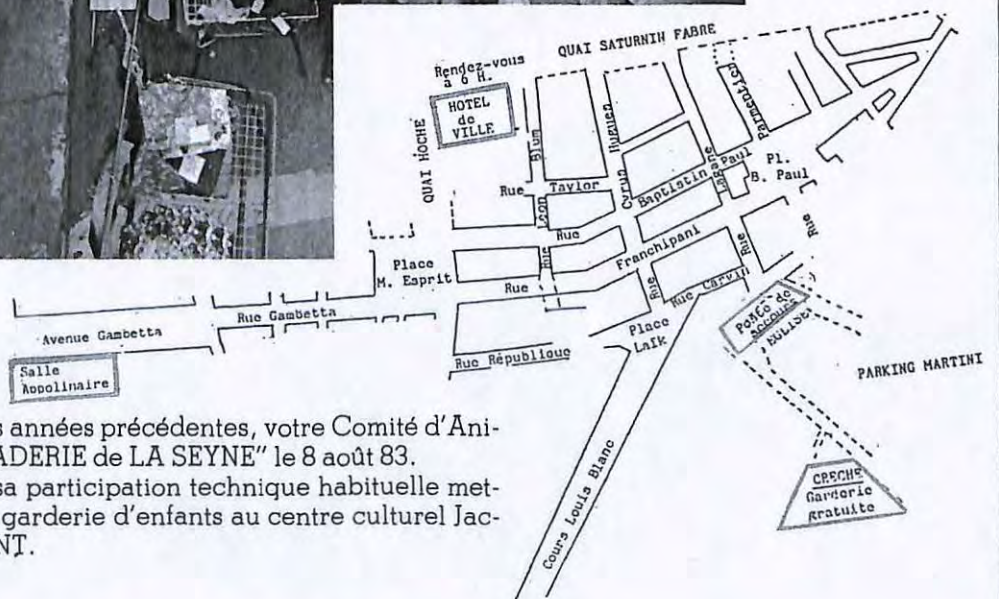 QUAI SATURNIN FABRE
Rendez-vous
à 6 H.
HOTEL
de
VILLE
QUAI HOCHE
Rue Léon Blum
Rue Taylor
Cyrus Hugues
Rue Baptistin Paul
Lagane
Parmentier
Pl.
B. Paul
Rue
Place
M. Esprit
Rue Franchipani
Rue
Rue
Rue Carvin
Avenue Gambetta
Rue Gambetta
Salle
Appolinaire
Rue République
Place
Laïk
Poste de
secours
EGLISE
PARKING MARTINI
Cours Louis Blanc
CRECHE
Garderie
gratuite
s années précédentes, votre Comité d'Ani-
ADERIE de LA SEYNE" le 8 août 83.
sa participation technique habituelle met-
garderie d'enfants au centre culturel Jac-
NT.